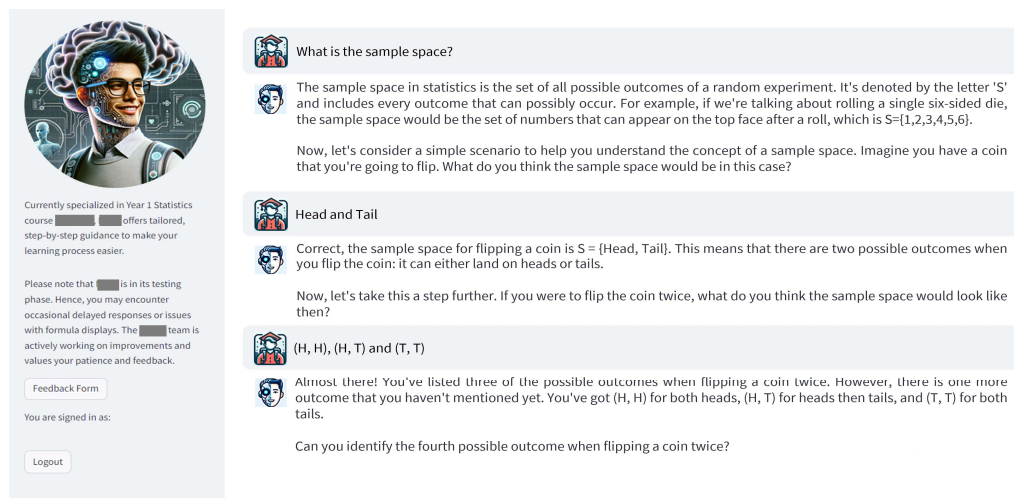 Currently specialized in Year 1 Statistics
course , offers tailored,
step-by-step guidance to make your
learning process easier.
Please note that is in its testing
phase. Hence, you may encounter
occasional delayed responses or issues
with formula displays. The team is
actively working on improvements and
values your patience and feedback.
Feedback Form
You are signed in as:
Logout
What is the sample space?
The sample space in statistics is the set of all possible outcomes of a random experiment. It's denoted by the letter 'S'
and includes every outcome that can possibly occur. For example, if we're talking about rolling a single six-sided die,
the sample space would be the set of numbers that can appear on the top face after a roll, which is S={1,2,3,4,5,6}.
Now, let's consider a simple scenario to help you understand the concept of a sample space. Imagine you have a coin
that you're going to flip. What do you think the sample space would be in this case?
Head and Tail
Correct, the sample space for flipping a coin is S = {Head, Tail}. This means that there are two possible outcomes when
you flip the coin: it can either land on heads or tails.
Now, let's take this a step further. If you were to flip the coin twice, what do you think the sample space would look like
then?
(H, H), (H, T) and (T, T)
Almost there! You've listed three of the possible outcomes when flipping a coin twice. However, there is one more
outcome that you haven't mentioned yet. You've got (H, H) for both heads, (H, T) for heads then tails, and (T, T) for both
tails.
Can you identify the fourth possible outcome when flipping a coin twice?